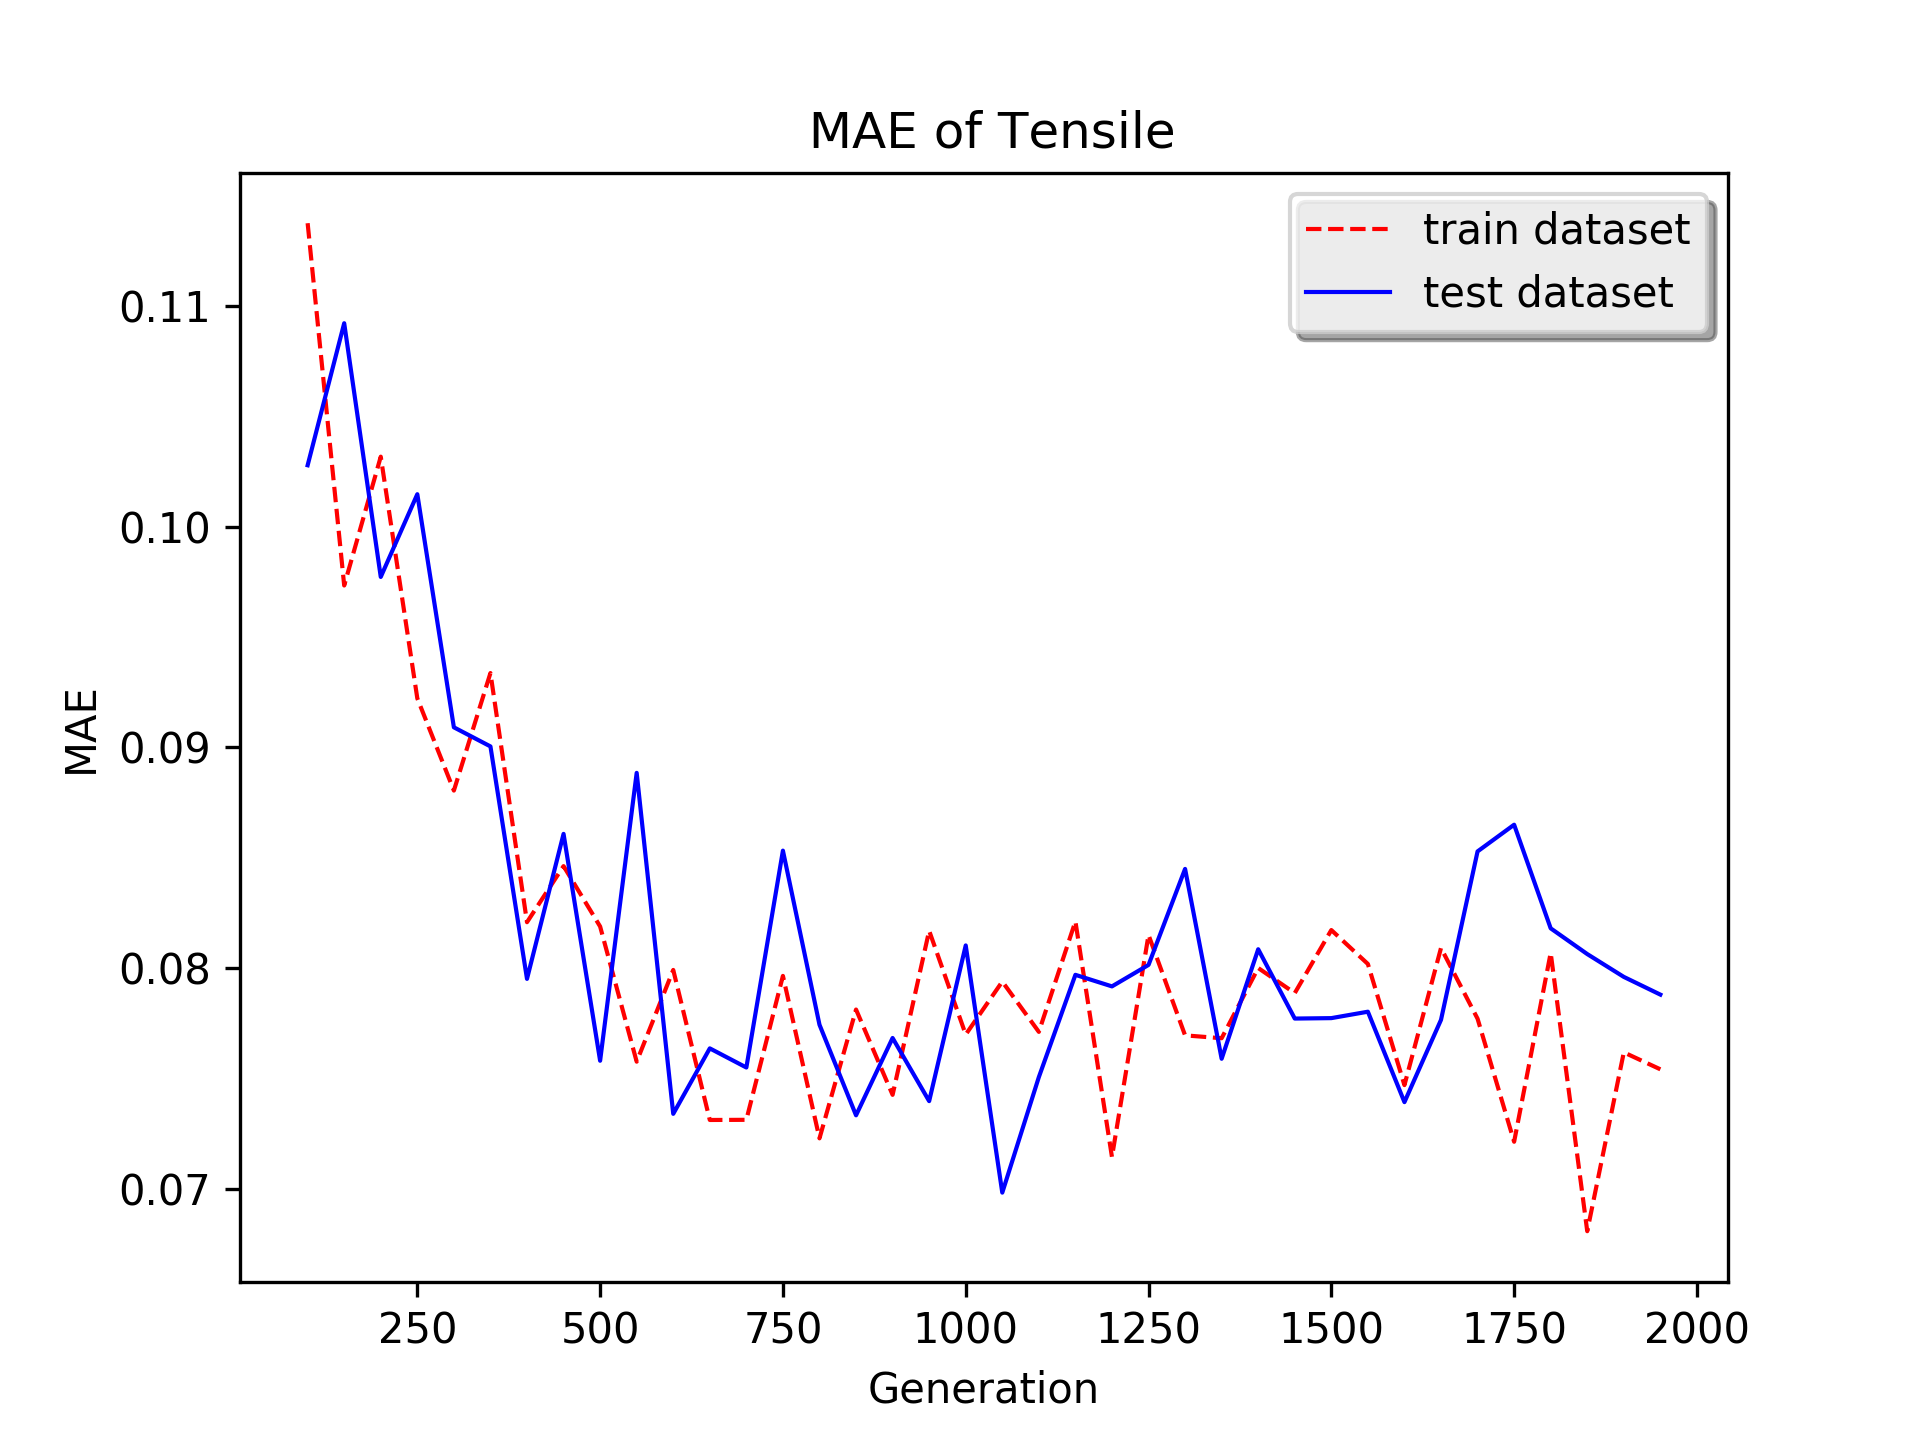 MAE of Tensile
train dataset
test dataset
MAE
0.11
0.10
0.09
0.08
0.07
250 500 750 1000 1250 1500 1750 2000
Generation